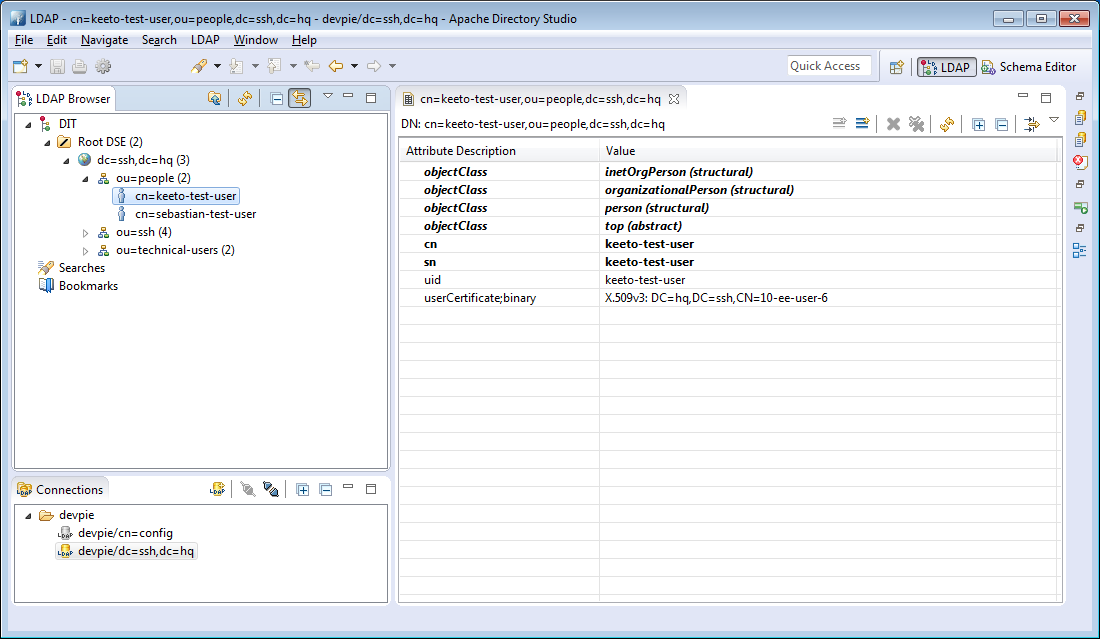 LDAP - cn=keeto-test-user,ou=people,dc=ssh,dc=hq - devpie/dc=ssh,dc=hq - Apache Directory Studio
File Edit Navigate Search LDAP Window Help
Quick Access LDAP Schema Editor
LDAP Browser
DIT
Root DSE (2)
dc=ssh,dc=hq (3)
ou=people (2)
cn=keeto-test-user
cn=sebastian-test-user
ou=ssh (4)
ou=technical-users (2)
Searches
Bookmarks
Connections
devpie
devpie/cn=config
devpie/dc=ssh,dc=hq
cn=keeto-test-user,ou=people,dc=ssh,dc=hq
DN: cn=keeto-test-user,ou=people,dc=ssh,dc=hq
Attribute Description Value
objectClass inetOrgPerson (structural)
objectClass organizationalPerson (structural)
objectClass person (structural)
objectClass top (abstract)
cn keeto-test-user
sn keeto-test-user
uid keeto-test-user
userCertificate;binary X.509v3: DC=hq,DC=ssh,CN=10-ee-user-6